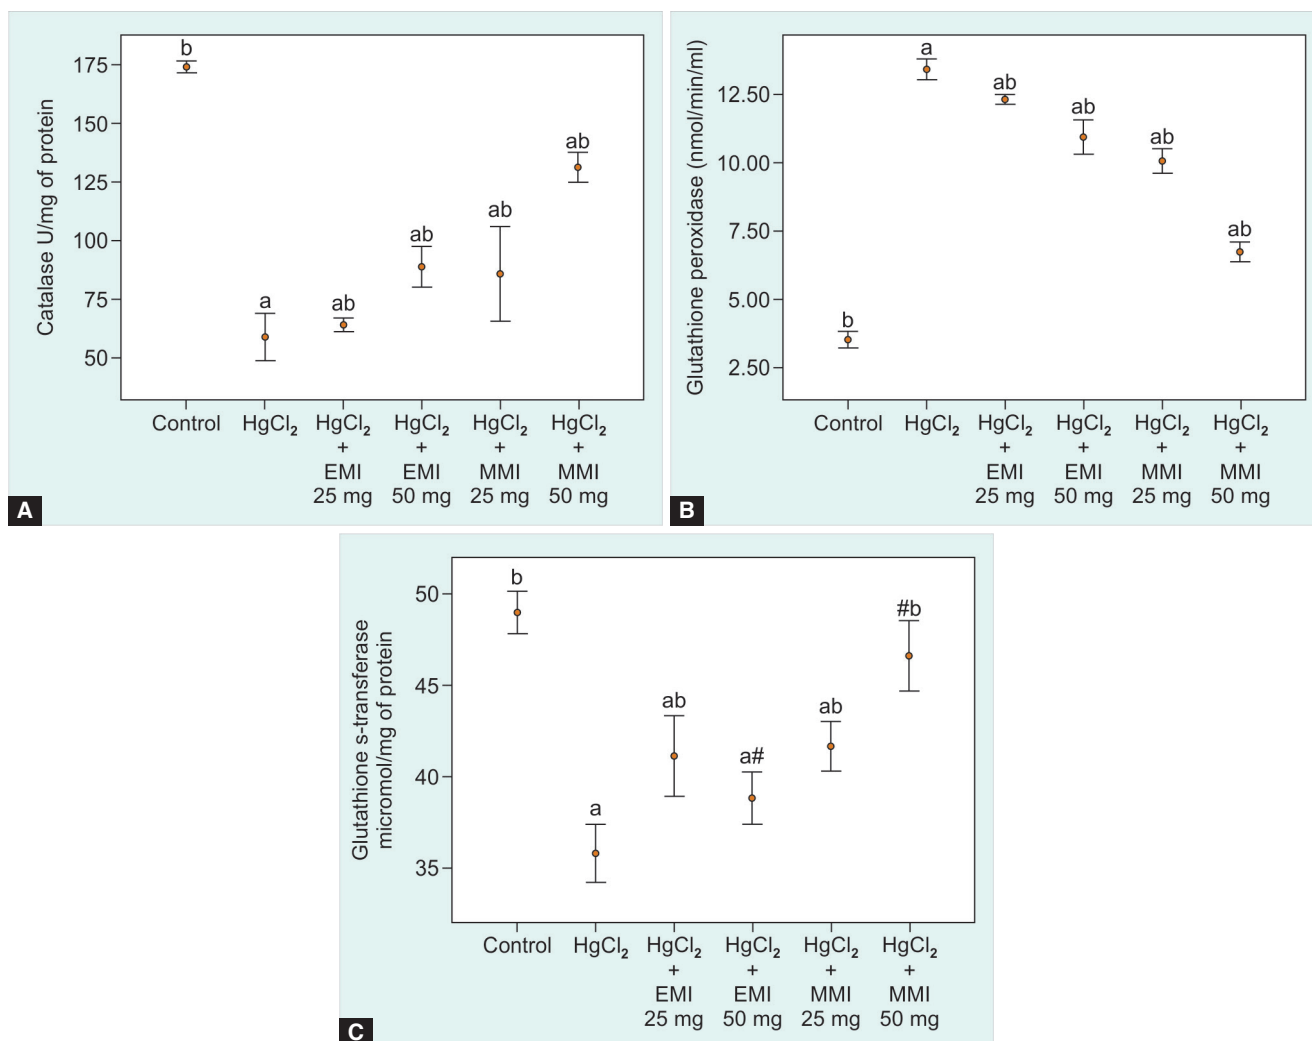 Catalase U/mg of protein
175
150
125
100
75
50
b
a
ab
ab
ab
ab
Control HgCl₂ HgCl₂ HgCl₂ HgCl₂ HgCl₂
+ + + +
EMI EMI MMI MMI
25 mg 50 mg 25 mg 50 mg
A
Glutathione peroxidase (nmol/min/ml)
12.50
10.00
7.50
5.00
2.50
b
a
ab
ab
ab
ab
Control HgCl₂ HgCl₂ HgCl₂ HgCl₂ HgCl₂
+ + + +
EMI EMI MMI MMI
25 mg 50 mg 25 mg 50 mg
B
Glutathione s-transferase
micromol/mg of protein
50
45
40
35
b
a
ab
a#
ab
#b
Control HgCl₂ HgCl₂ HgCl₂ HgCl₂ HgCl₂
+ + + +
EMI EMI MMI MMI
25 mg 50 mg 25 mg 50 mg
C